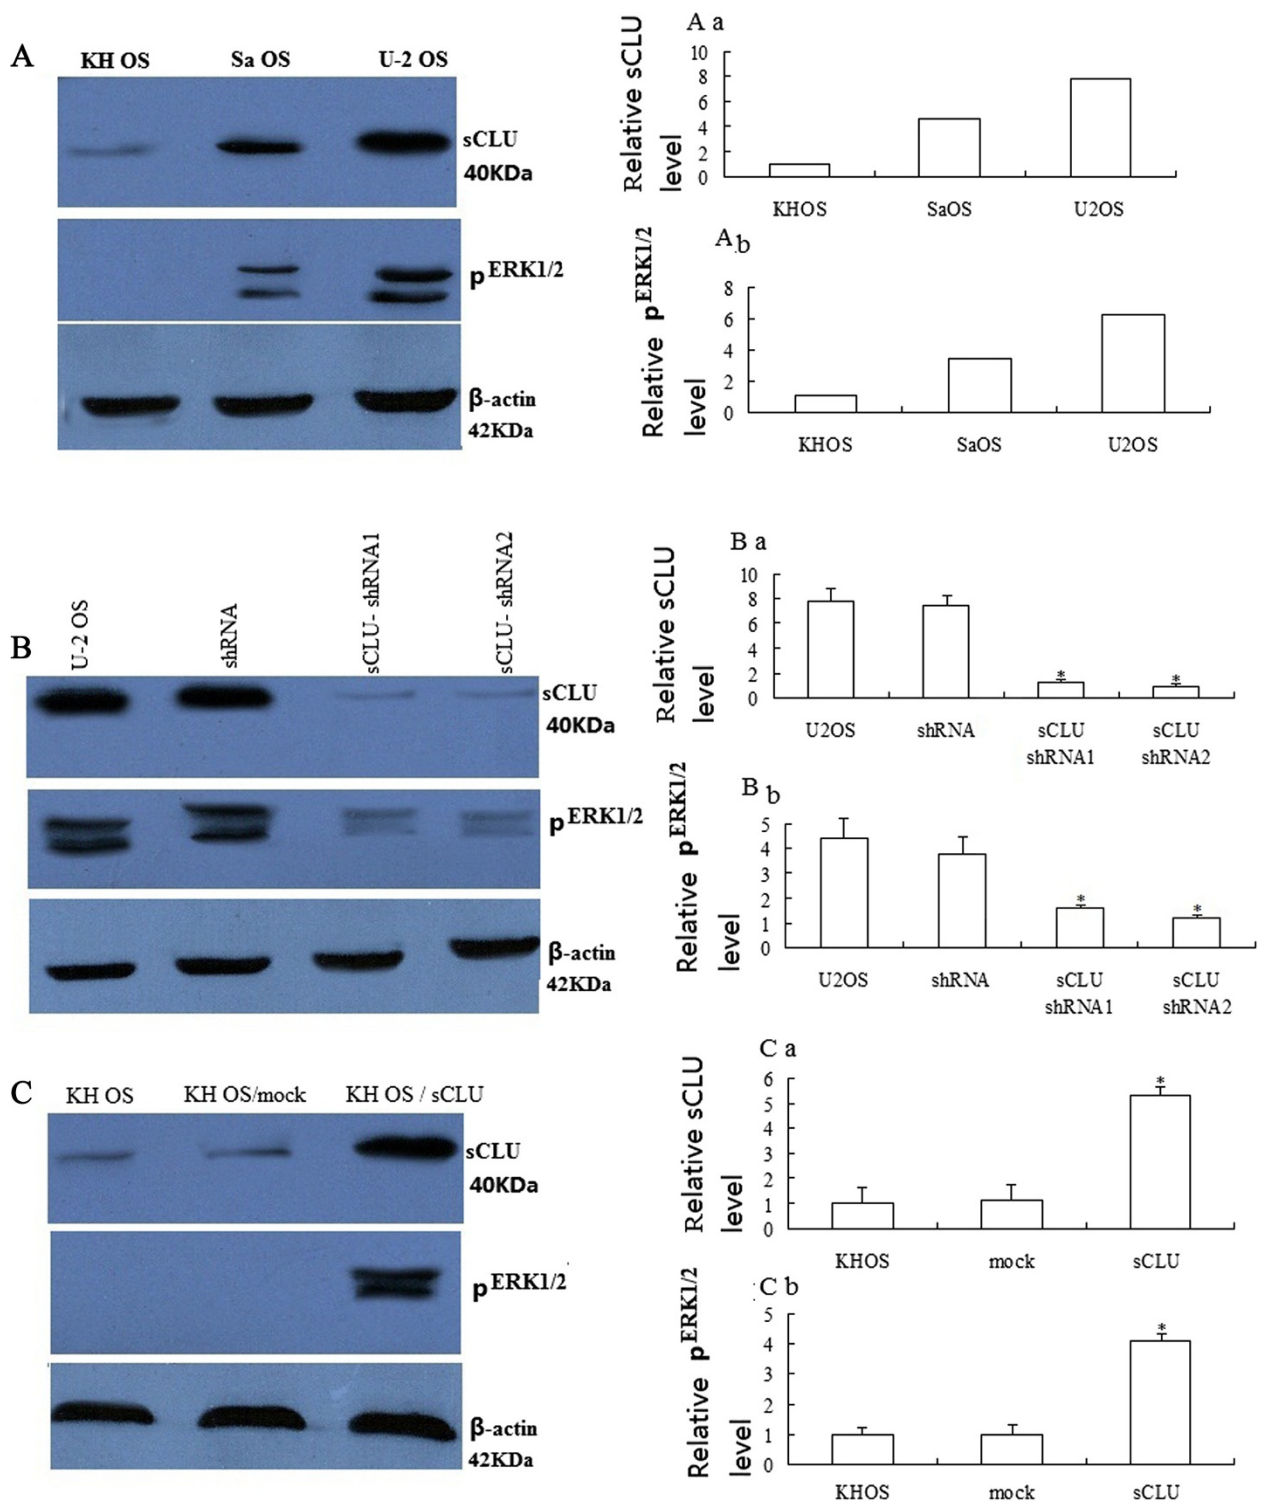 A
KH OS
Sa OS
U-2 OS
sCLU
40KDa
pERK1/2
β-actin
42KDa
A a
Relative sCLU
level
10
8
6
4
2
0
KHOS
SaOS
U2OS
A b
Relative pERK1/2
level
8
6
4
2
0
KHOS
SaOS
U2OS
B
U-2 OS
shRNA
sCLU- shRNA1
sCLU- shRNA2
sCLU
40KDa
pERK1/2
β-actin
42KDa
B a
Relative sCLU
level
10
8
6
4
2
0
*
*
U2OS
shRNA
sCLU
shRNA1
sCLU
shRNA2
B b
Relative pERK1/2
level
5
4
3
2
1
0
*
*
U2OS
shRNA
sCLU
shRNA1
sCLU
shRNA2
C
KH OS
KH OS/mock
KH OS / sCLU
sCLU
40KDa
pERK1/2
β-actin
42KDa
C a
Relative sCLU
level
6
5
4
3
2
1
0
*
KHOS
mock
sCLU
C b
Relative pERK1/2
level
5
4
3
2
1
0
*
KHOS
mock
sCLU